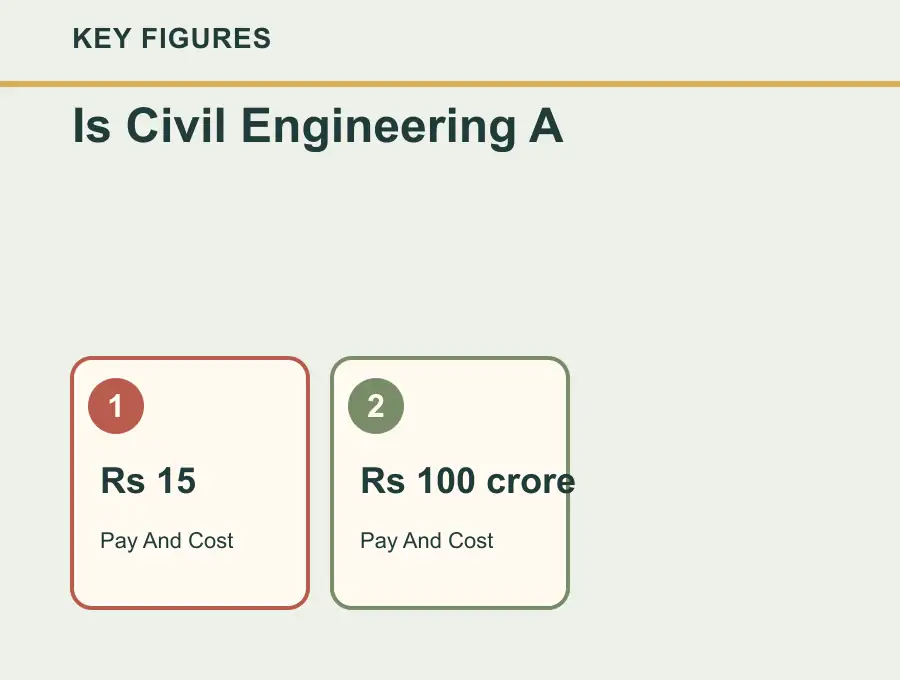 KEY FIGURES
Is Civil Engineering A
1
Rs 15
Pay And Cost
2
Rs 100 crore
Pay And Cost